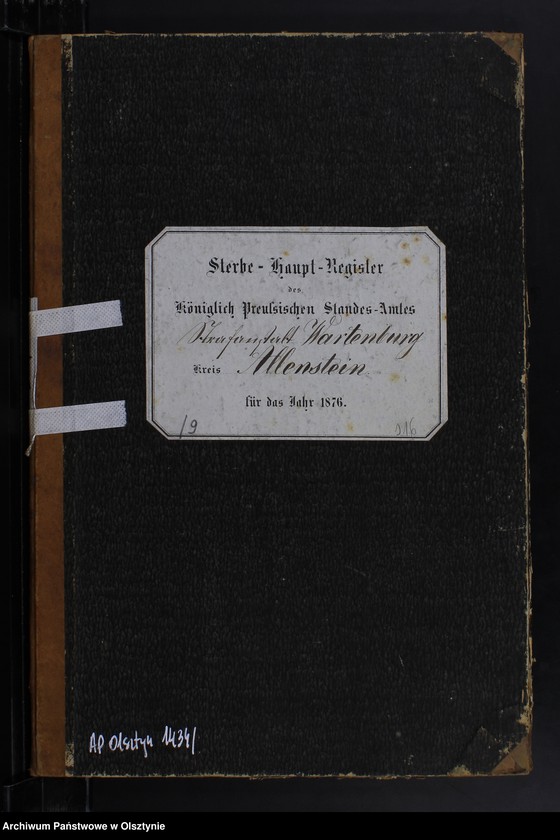 Sterbe-Haupt-Register
des
Königlich Preußischen Standes-Amtes
Strafanstalt Wartenburg
Kreis Allenstein
für das Jahr 1876.
/9
AP Olsztyn 1434/
Archiwum Państwowe w Olsztynie